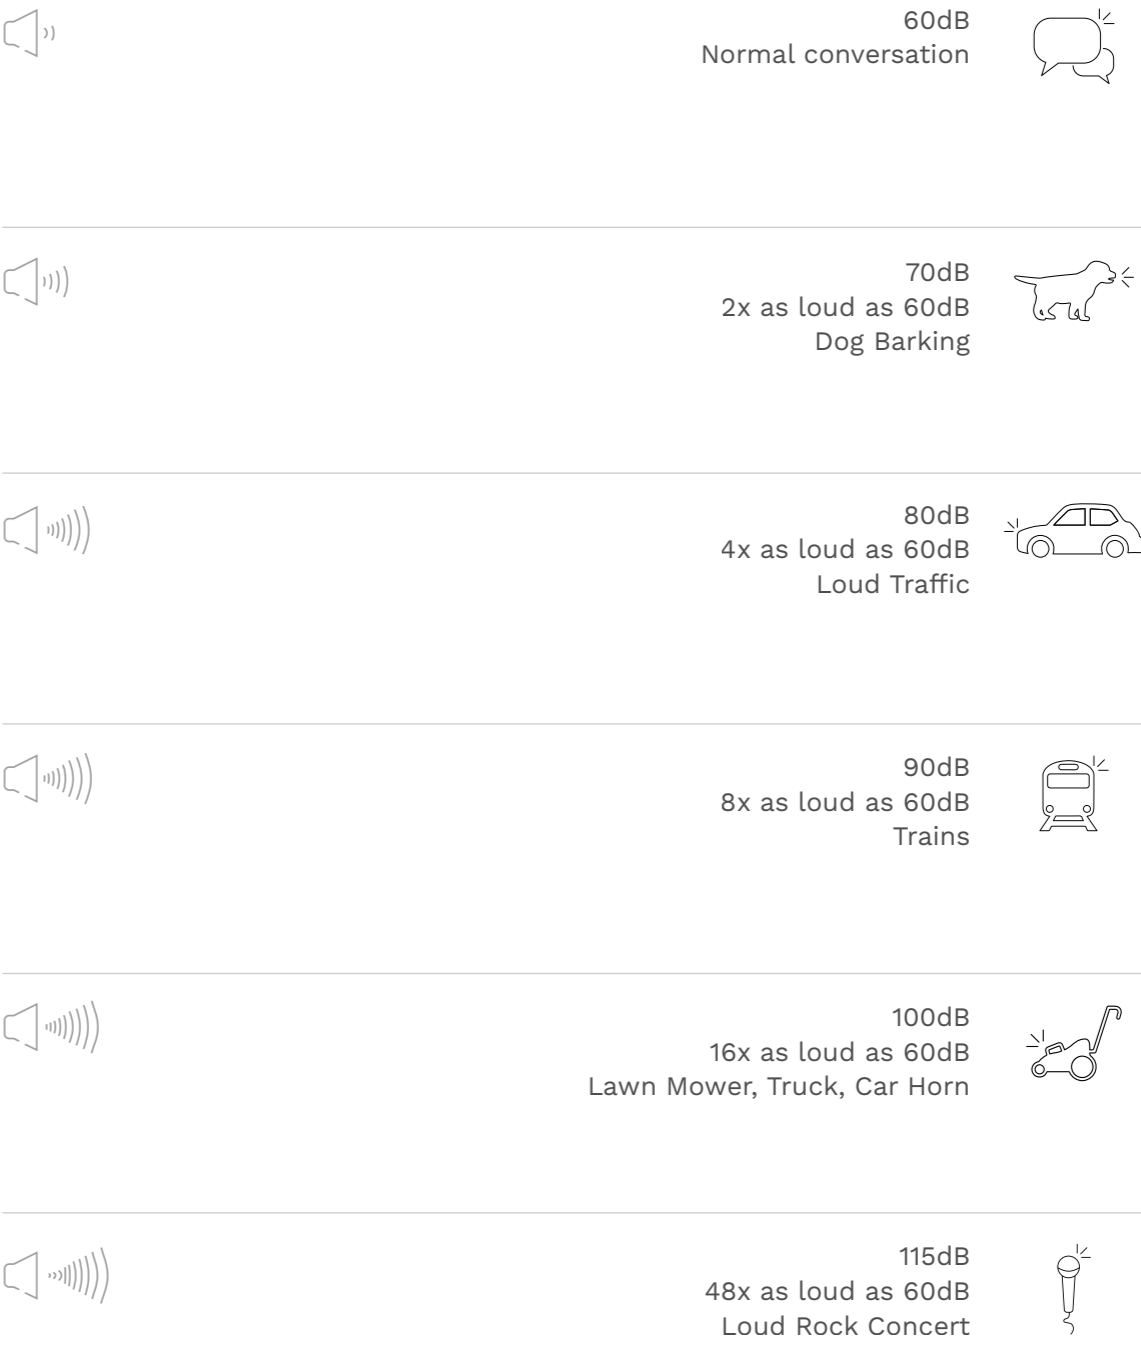 60dB
Normal conversation
70dB
2x as loud as 60dB
Dog Barking
80dB
4x as loud as 60dB
Loud Traffic
90dB
8x as loud as 60dB
Trains
100dB
16x as loud as 60dB
Lawn Mower, Truck, Car Horn
115dB
48x as loud as 60dB
Loud Rock Concert